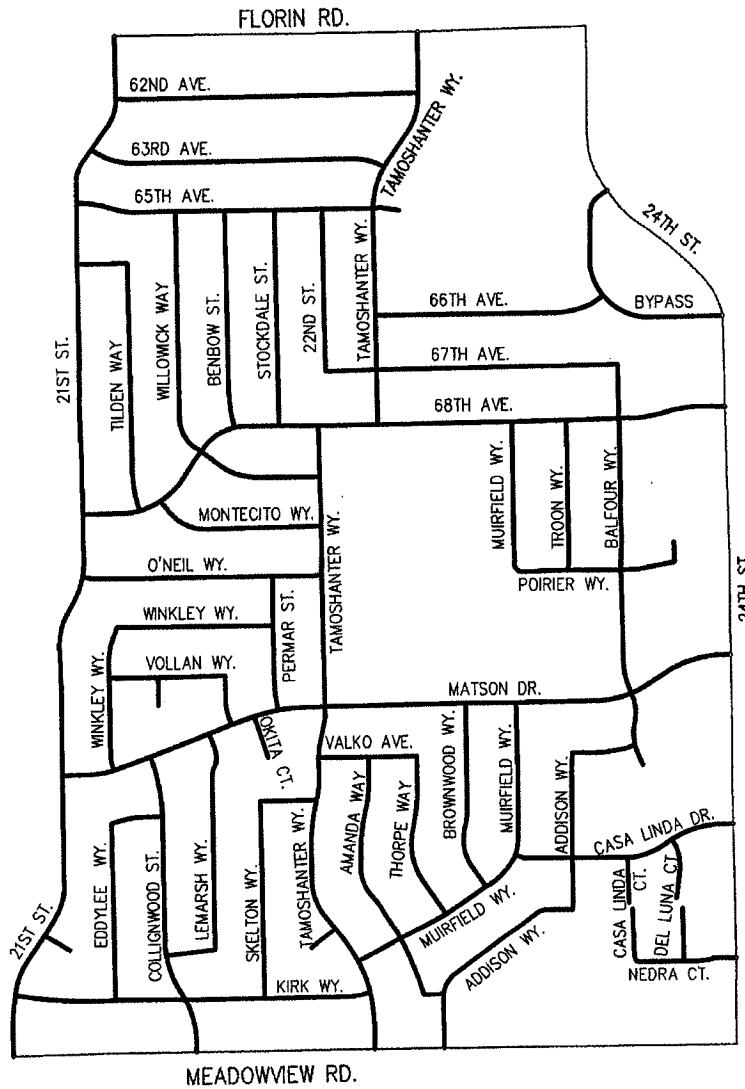 FLORIN RD.
62ND AVE.
TAMOSHANTER WY.
63RD AVE.
65TH AVE.
24TH ST.
TAMOSHANTER WY.
66TH AVE.
BYPASS
22ND ST.
STOCKDALE ST.
BENBOW ST.
WILLOWICK WAY
67TH AVE.
21ST ST.
TILDEN WAY
68TH AVE.
MUIRFIELD WY.
TROON WY.
BALFOUR WY.
MONTECITO WY.
TAMOSHANTER WY.
O'NEIL WY.
POIRIER WY.
24TH ST.
WINKLEY WY.
PERMAR ST.
VOLLAN WY.
WINKLEY WY.
MATSON DR.
OKITA CT.
VALKO AVE.
BROWNWOOD WY.
MUIRFIELD WY.
ADDISON WY.
AMANDA WAY
THORPE WAY
CASA LINDA DR.
EDDYLEE WY.
COLLIGNWOOD ST.
LEMARSH WY.
SKELTON WY.
TAMOSHANTER WY.
MUIRFIELD WY.
CASA LINDA
CT.
DEL LUNA CT.
21ST ST.
ADDISON WY.
NEDRA CT.
KIRK WY.
MEADOWVIEW RD.